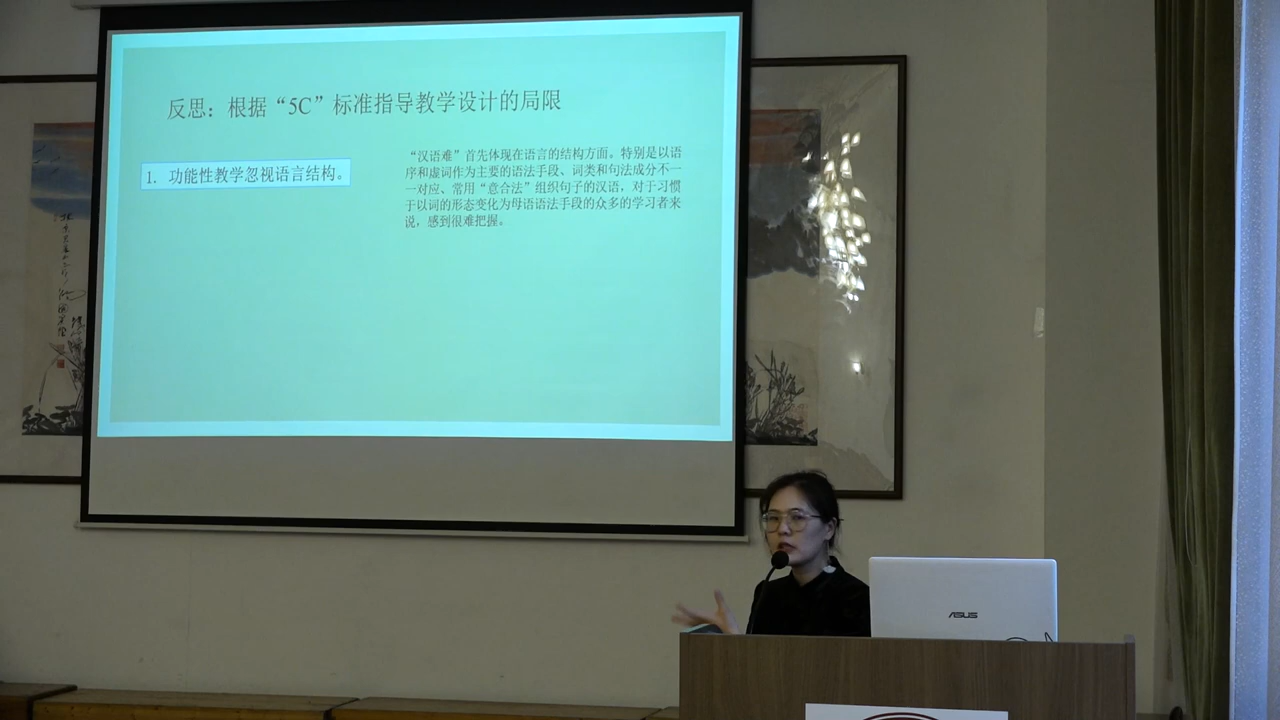 反思：根据“5C”标准指导教学设计的局限
1. 功能性教学忽视语言结构。
“汉语难”首先体现在语言的结构方面。特别是以语
序和虚词作为主要的语法手段、词类和句法成分不一
一对应、常用“意合法”组织句子的汉语，对于习惯
于以词的形态变化为母语语法手段的众多的学习者来
说，感到很难把握。
ASUS